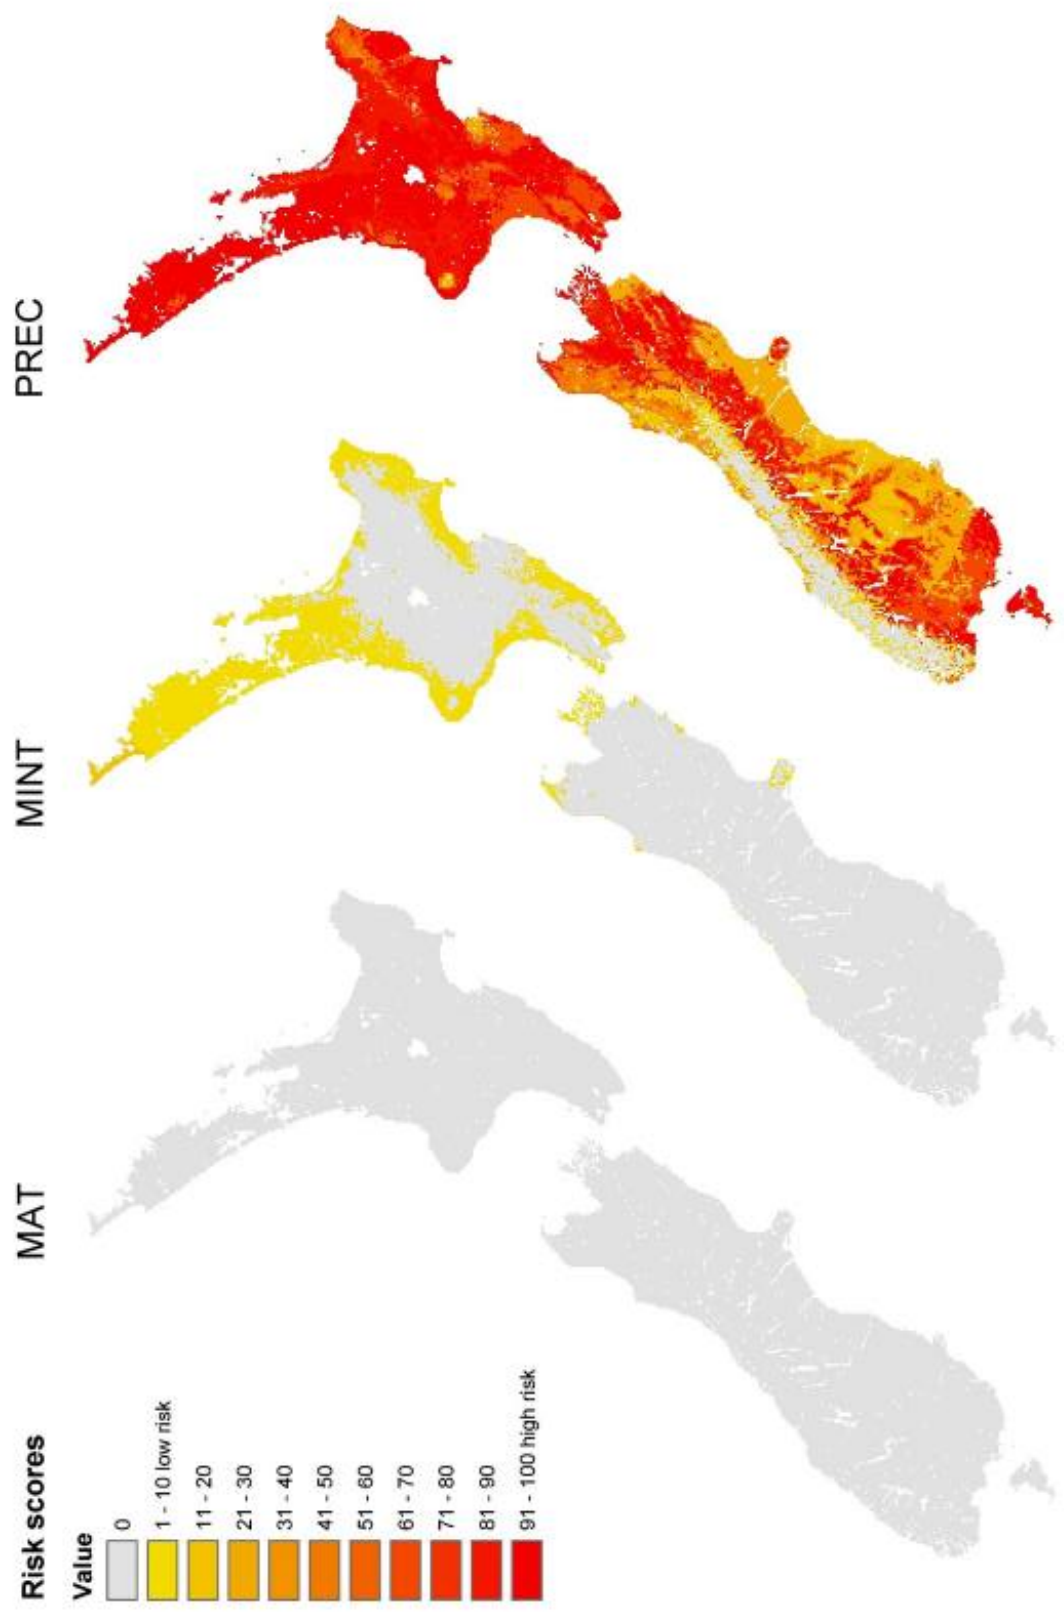 Risk scores
Value
0
1 - 10 low risk
11 - 20
21 - 30
31 - 40
41 - 50
51 - 60
61 - 70
71 - 80
81 - 90
91 - 100 high risk
MAT
MINT
PREC